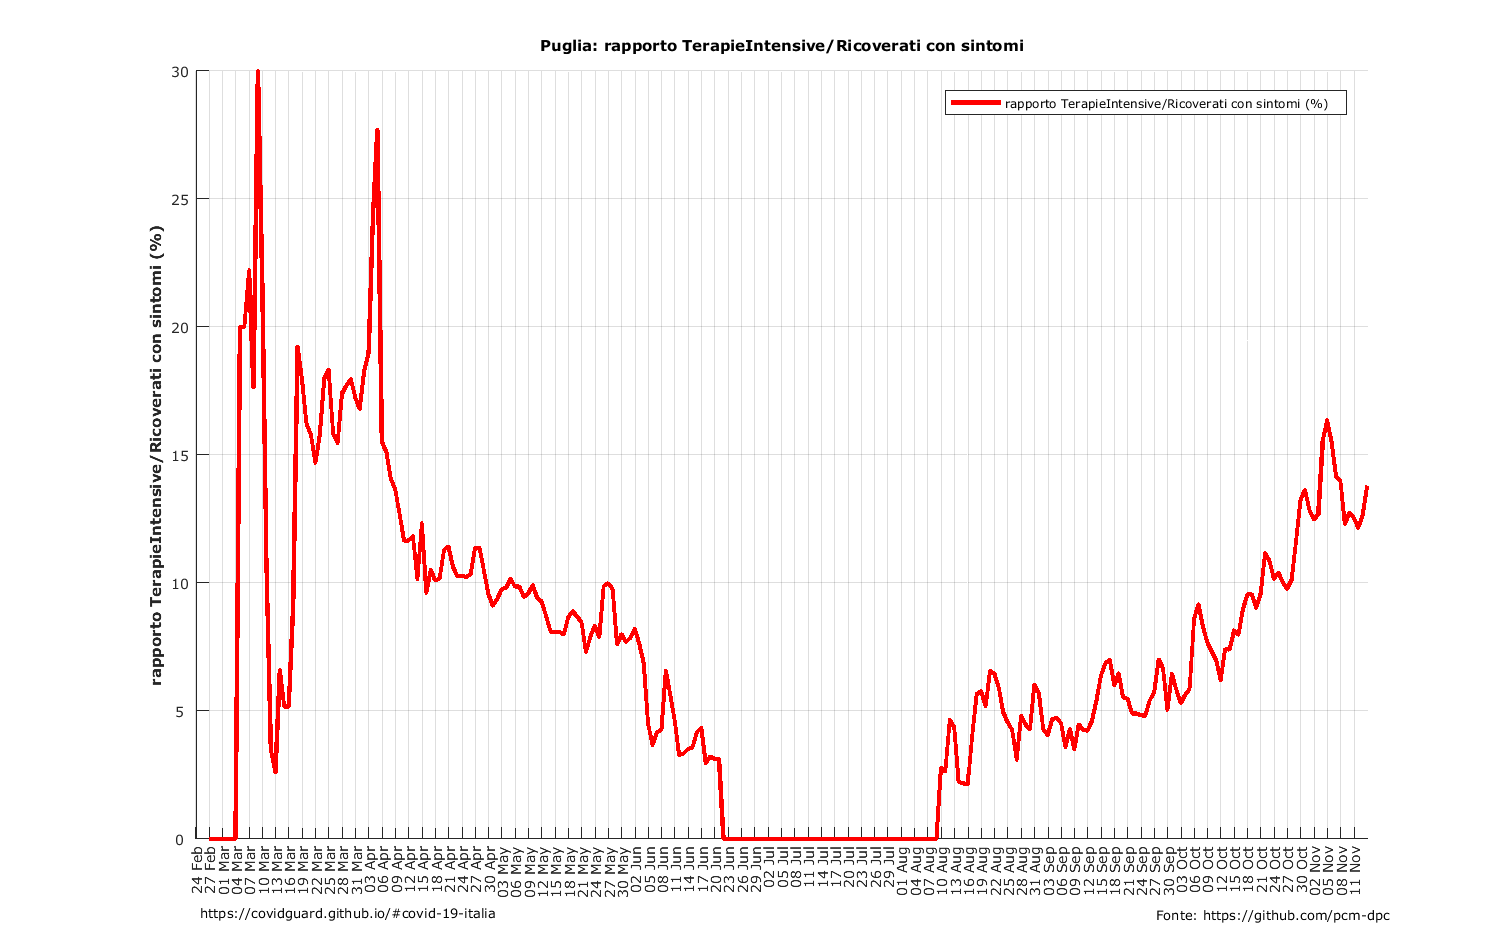 Puglia: rapporto TerapieIntensive/Ricoverati con sintomi
rapporto TerapieIntensive/Ricoverati con sintomi (%)
rapporto TerapieIntensive/Ricoverati con sintomi (%)
30
25
20
15
10
5
0
24 Feb
27 Feb
01 Mar
04 Mar
07 Mar
10 Mar
13 Mar
16 Mar
19 Mar
22 Mar
25 Mar
28 Mar
31 Mar
03 Apr
06 Apr
09 Apr
12 Apr
15 Apr
18 Apr
21 Apr
24 Apr
27 Apr
30 Apr
03 May
06 May
09 May
12 May
15 May
18 May
21 May
24 May
27 May
30 May
02 Jun
05 Jun
08 Jun
11 Jun
14 Jun
17 Jun
20 Jun
23 Jun
26 Jun
29 Jun
02 Jul
05 Jul
08 Jul
11 Jul
14 Jul
17 Jul
20 Jul
23 Jul
26 Jul
29 Jul
01 Aug
04 Aug
07 Aug
10 Aug
13 Aug
16 Aug
19 Aug
22 Aug
25 Aug
28 Aug
31 Aug
03 Sep
06 Sep
09 Sep
12 Sep
15 Sep
18 Sep
21 Sep
24 Sep
27 Sep
30 Sep
03 Oct
06 Oct
09 Oct
12 Oct
15 Oct
18 Oct
21 Oct
24 Oct
27 Oct
30 Oct
02 Nov
05 Nov
08 Nov
11 Nov
https://covidguard.github.io/#covid-19-italia
Fonte: https://github.com/pcm-dpc